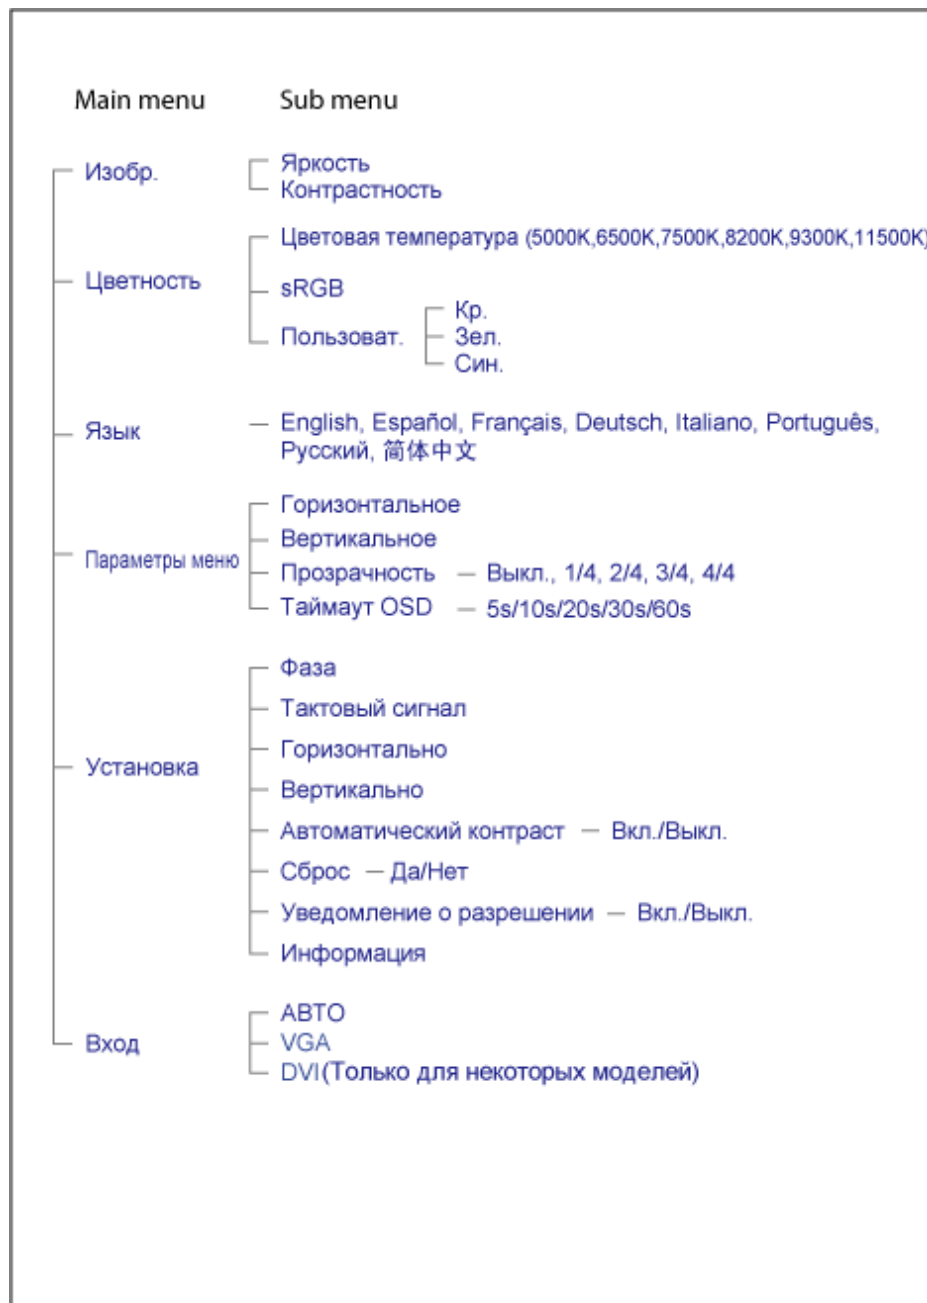 Main menu Sub menu
Изобр.
Яркость
Контрастность
Цветность
Цветовая температура (5000K,6500K,7500K,8200K,9300K,11500K)
sRGB
Пользоват.
Кр.
Зел.
Син.
Язык
English, Español, Français, Deutsch, Italiano, Português,
Русский, 简体中文
Параметры меню
Горизонтальное
Вертикальное
Прозрачность — Выкл., 1/4, 2/4, 3/4, 4/4
Таймаут OSD — 5s/10s/20s/30s/60s
Установка
Фаза
Тактовый сигнал
Горизонтально
Вертикально
Автоматический контраст — Вкл./Выкл.
Сброс — Да/Нет
Уведомление о разрешении — Вкл./Выкл.
Информация
Вход
АВТО
VGA
DVI(Только для некоторых моделей)